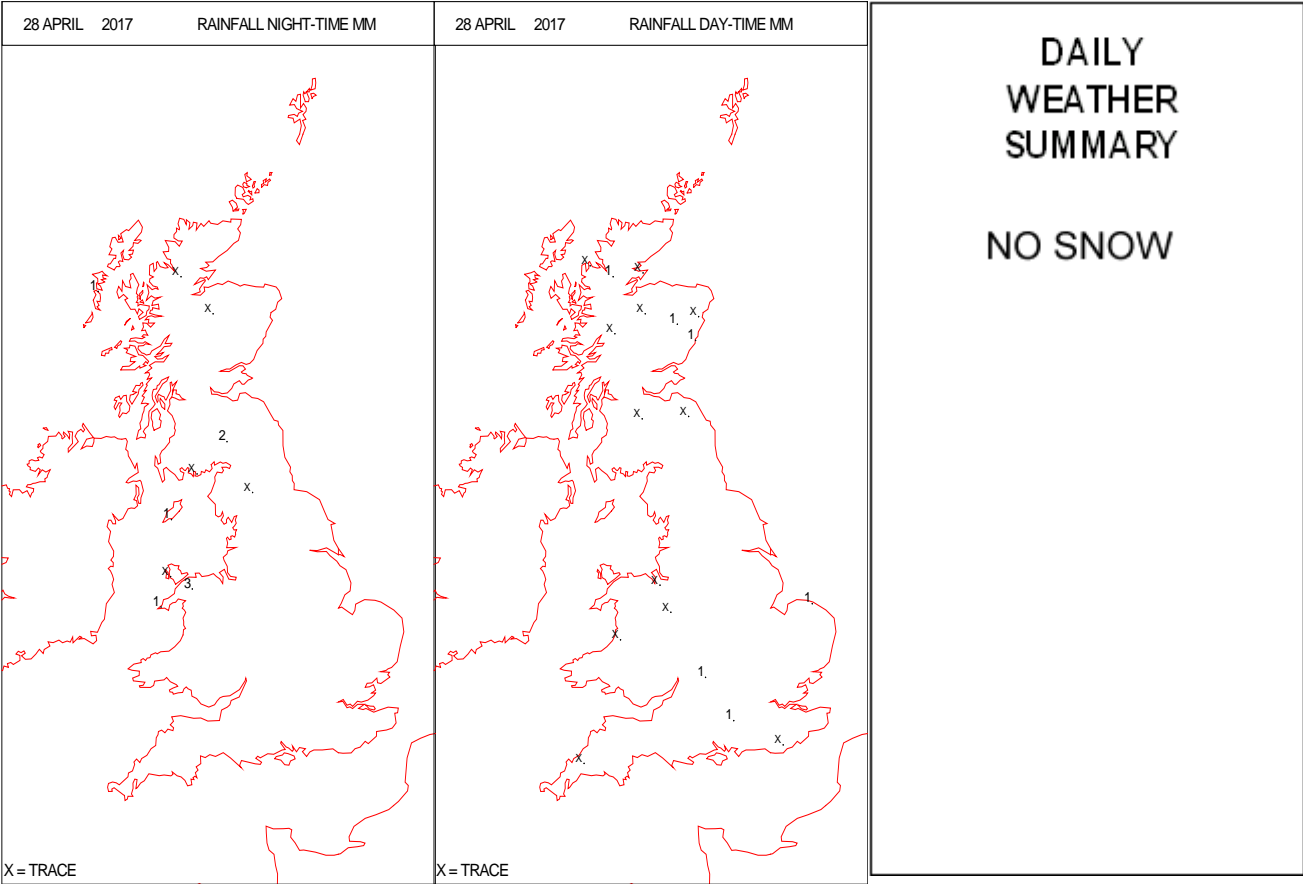 28 APRIL 2017 RAINFALL NIGHT-TIME MM
X.
1
X.
2.
X.
X.
1
X
3.
1
X = TRACE
28 APRIL 2017 RAINFALL DAY-TIME MM
X.
1.
X.
X.
X.
1.
X.
1.
X.
X.
X.
1.
X.
X.
1.
1.
X.
X.
X = TRACE
DAILY
WEATHER
SUMMARY
NO SNOW